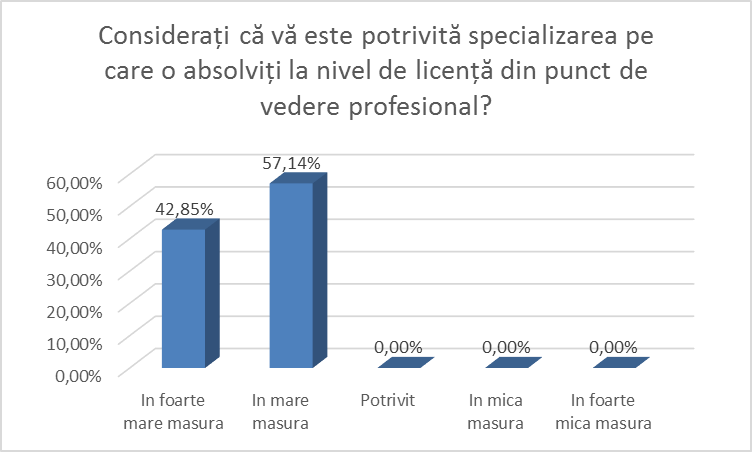 Considerați că vă este potrivită specializarea pe
care o absolviți la nivel de licență din punct de
vedere profesional?
60,00%
50,00%
40,00%
30,00%
20,00%
10,00%
0,00%
42,85%
57,14%
0,00%
0,00%
0,00%
In foarte
mare masura
In mare
masura
Potrivit
In mica
masura
In foarte
mica masura